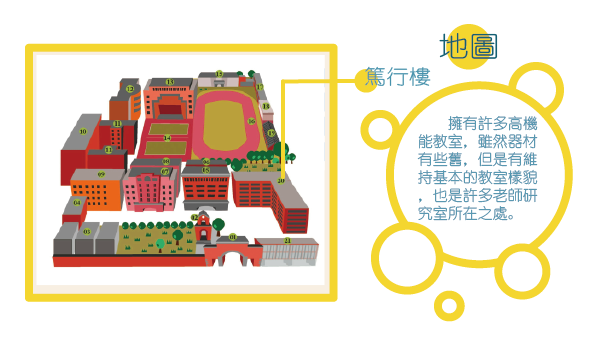 地圖
篤行樓
擁有許多高機
能教室，雖然器材
有些舊，但是有維
持基本的教室樣貌
，也是許多老師研
究室所在之處。
12
13
15
17
18
10
11
16
14
11
09
08
07
06
05
20
04
03
02
01
21